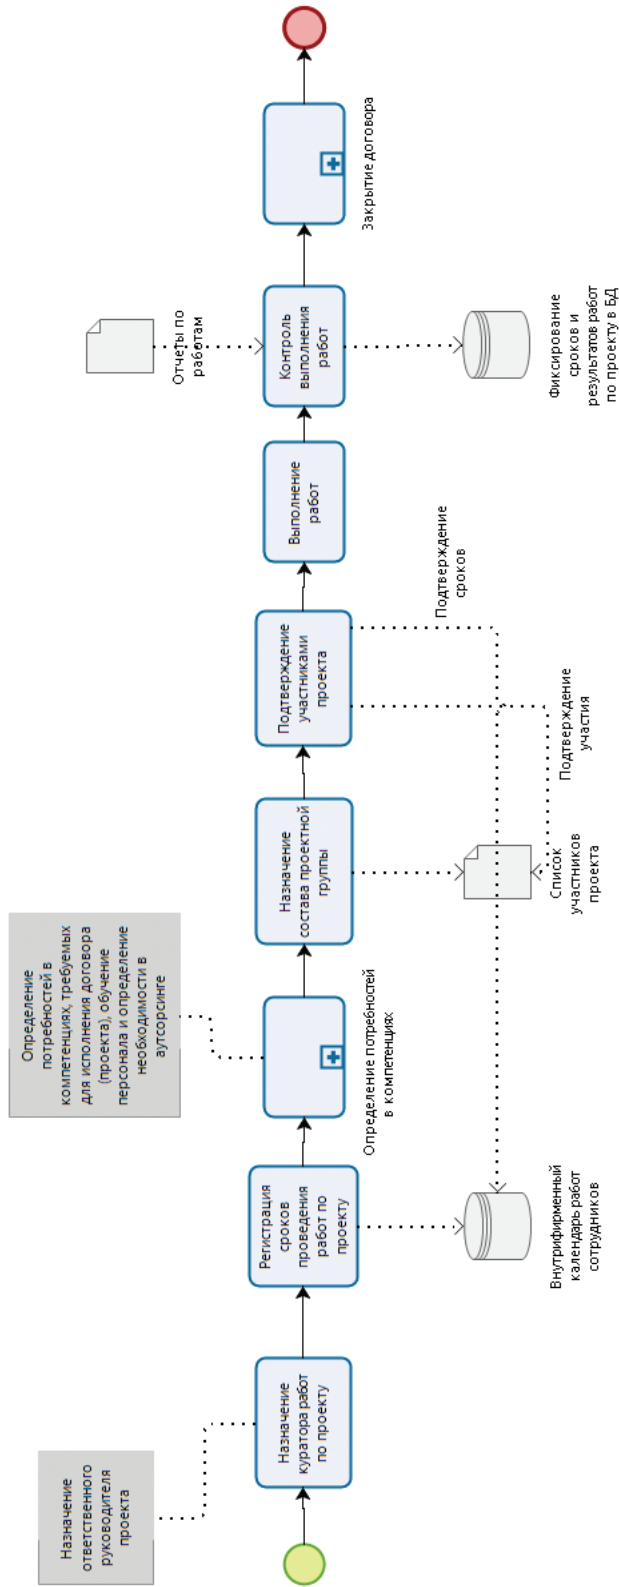 Назначение
ответственного
руководителя
проекта
Назначение
куратора работ
по проекту
Регистрация
сроков
проведения
работ по
проекту
Внутрифирменный
календарь работ
сотрудников
Определение
потребностей в
компетенциях, требуемых
для исполнения договора
(проекта), обучение
персонала и определение
необходимости в
аутсорсинге
Определение потребностей
в компетенциях
Назначение
состава проектной
группы
Список
участников
проекта
Подтверждение
участниками
проекта
Подтверждение
участия
Подтверждение
сроков
Выполнение
работ
Отчеты по
работам
Контроль
выполнения
работ
Фиксирование
сроков и
результатов работ
по проекту в БД
Закрытие договора